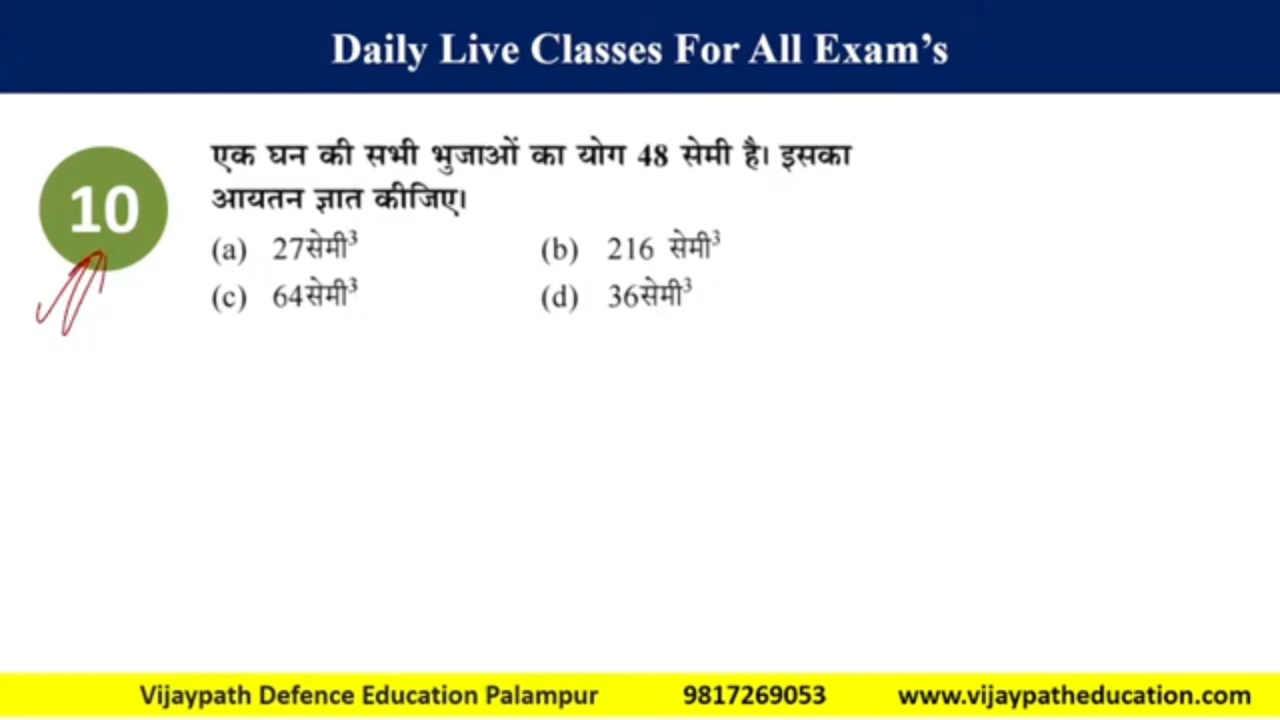 Daily Live Classes For All Exam's
10
एक घन की सभी भुजाओं का योग 48 सेमी है। इसका
आयतन ज्ञात कीजिए।
(a) 27सेमी³ (b) 216 सेमी³
(c) 64सेमी³ (d) 36सेमी³
Vijaypath Defence Education Palampur 9817269053 www.vijaypatheducation.com